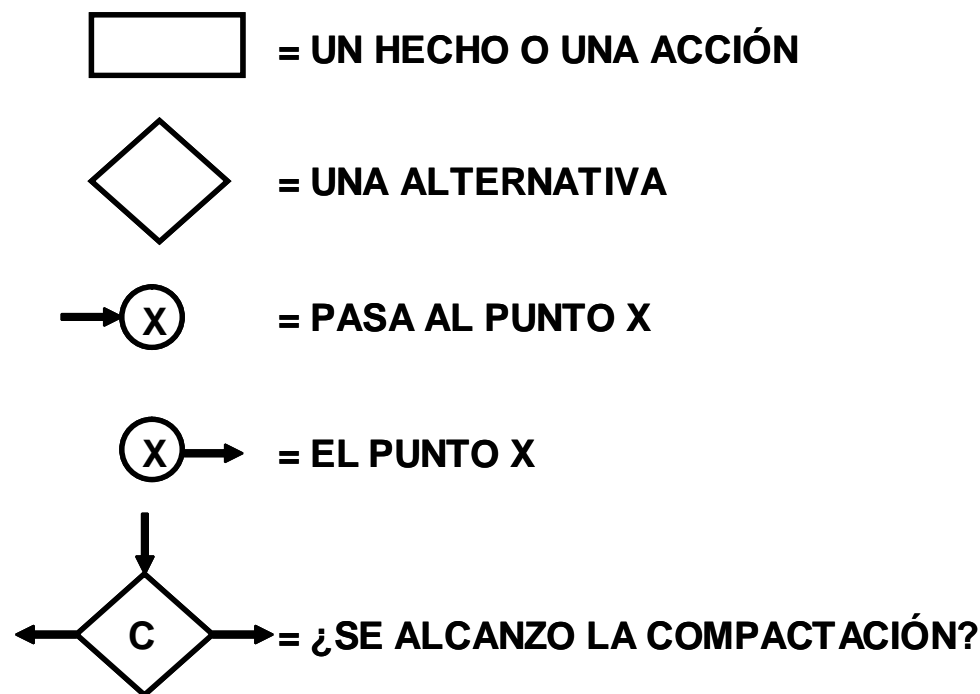 = UN HECHO O UNA ACCIÓN
= UNA ALTERNATIVA
X = PASA AL PUNTO X
X = EL PUNTO X
C = ¿SE ALCANZO LA COMPACTACIÓN?